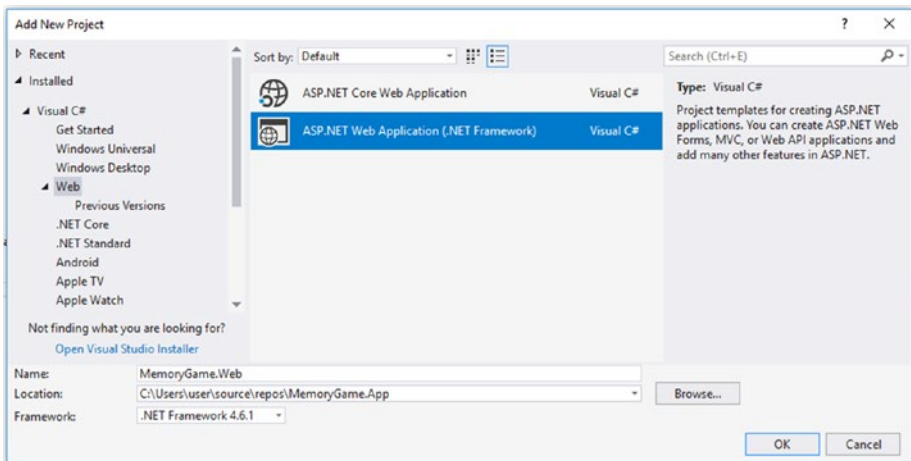 Add New Project
? ×
Recent
Installed
Visual C#
Get Started
Windows Universal
Windows Desktop
Web
Previous Versions
.NET Core
.NET Standard
Android
Apple TV
Apple Watch
Not finding what you are looking for?
Open Visual Studio Installer
Sort by: Default
ASP.NET Core Web Application Visual C#
ASP.NET Web Application (.NET Framework) Visual C#
Search (Ctrl+E)
Type: Visual C#
Project templates for creating ASP.NET
applications. You can create ASP.NET Web
Forms, MVC, or Web API applications and
add many other features in ASP.NET.
Name: MemoryGame.Web
Location: C:\Users\user\source\repos\MemoryGame.App
Browse...
Framework: .NET Framework 4.6.1
OK Cancel